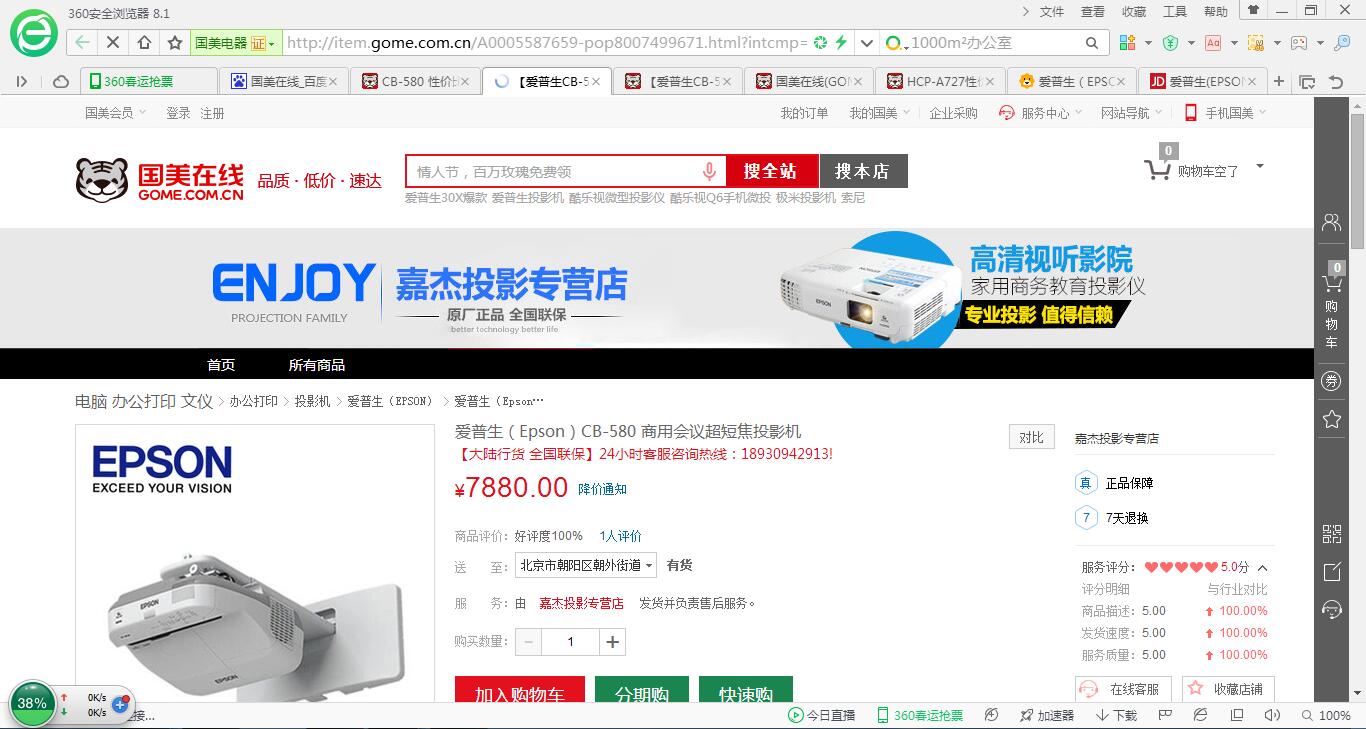 360安全浏览器 8.1
文件 查看 收藏 工具 帮助
国美电器 证 http://item.gome.com.cn/A0005587659-pop8007499671.html?intcmp= 1000m²办公室
360春运抢票 国美在线_百度 CB-580 性价比 【爱普生CB-5 【爱普生CB-5 国美在线(GOM HCP-A727性价 爱普生（EPSC JD 爱普生(EPSON
国美会员 登录 注册 我的订单 我的国美 企业采购 服务中心 网站导航 手机国美
国美在线
GOME.COM.CN
品质 · 低价 · 速达
情人节，百万玫瑰免费领 搜全站 搜本店
0 购物车空了
爱普生30X爆款 爱普生投影机 酷乐视微型投影仪 酷乐视Q6手机微投 极米投影机 索尼
ENJOY
PROJECTION FAMILY
嘉杰投影专营店
原厂正品 全国联保
better technology better life
EPSON
高清视听影院
家用商务教育投影仪
专业投影 值得信赖
首页 所有商品
电脑 办公打印 文仪 > 办公打印 > 投影机 > 爱普生（EPSON） > 爱普生（Epson…
EPSON
EXCEED YOUR VISION
EPSON
EPSON
爱普生（Epson）CB-580 商用会议超短焦投影机
对比
【大陆行货 全国联保】24小时客服咨询热线：18930942913!
¥7880.00 降价通知
商品评价：好评度100% 1人评价
送 至： 北京市朝阳区朝外街道 有货
服 务：由 嘉杰投影专营店 发货并负责售后服务。
购买数量： − 1 +
加入购物车 分期购 快速购
嘉杰投影专营店
真 正品保障
7 7天退换
服务评分： 5.0分
评分明细 与行业对比
商品描述：5.00 100.00%
发货速度：5.00 100.00%
服务质量：5.00 100.00%
在线客服 收藏店铺
0
购物车
券
38% 0K/s
0K/s
接...
今日直播 360春运抢票 加速器 下载 100%